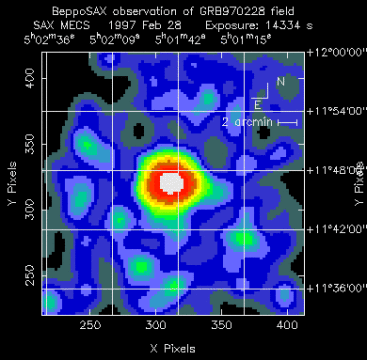 BeppoSAX observation of GRB970228 field
SAX MECS 1997 Feb 28 Exposure: 14334 s
5ʰ02ᵐ36ˢ 5ʰ02ᵐ09ˢ 5ʰ01ᵐ42ˢ 5ʰ01ᵐ15ˢ
+12°00'00"
400
N
E
+11°54'00"
2 arcmin
350
+11°48'00"
Y Pixels
Y Pixels
300
+11°42'00"
250
+11°36'00"
250 300 350 400
X Pixels